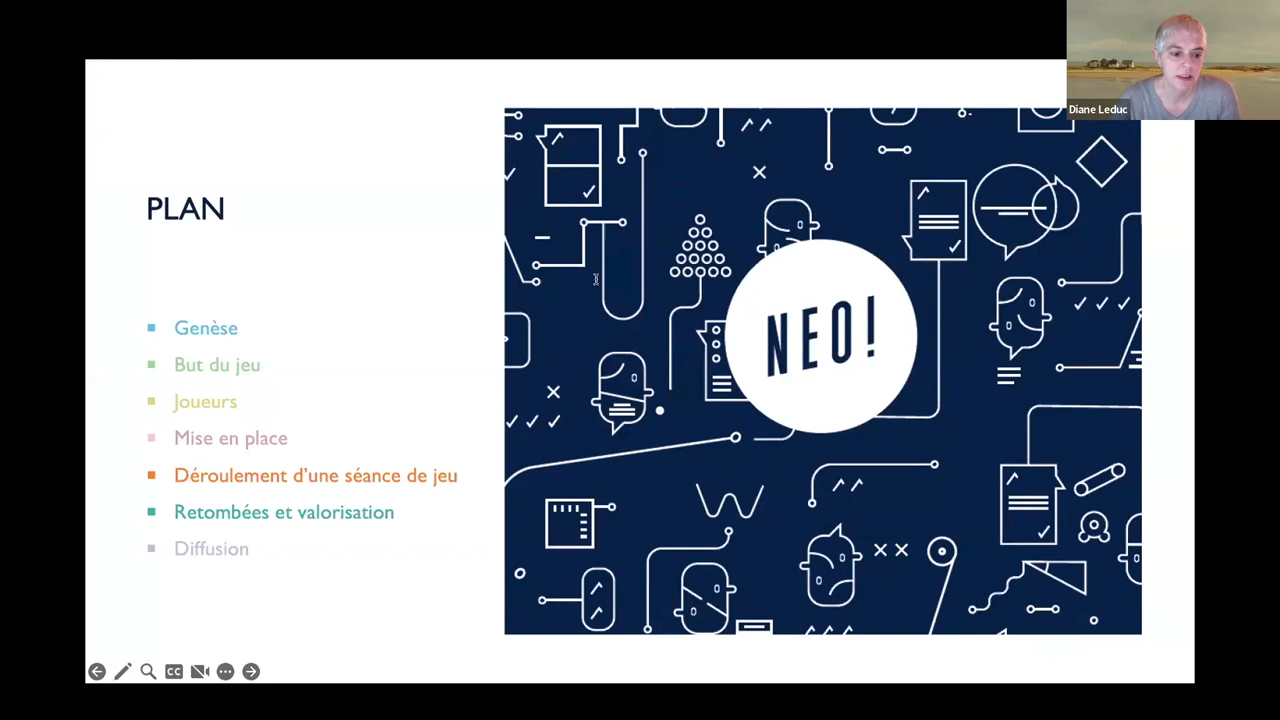 Diane Leduc
PLAN
Genèse
But du jeu
Joueurs
Mise en place
Déroulement d’une séance de jeu
Retombées et valorisation
Diffusion
NEO!
CC